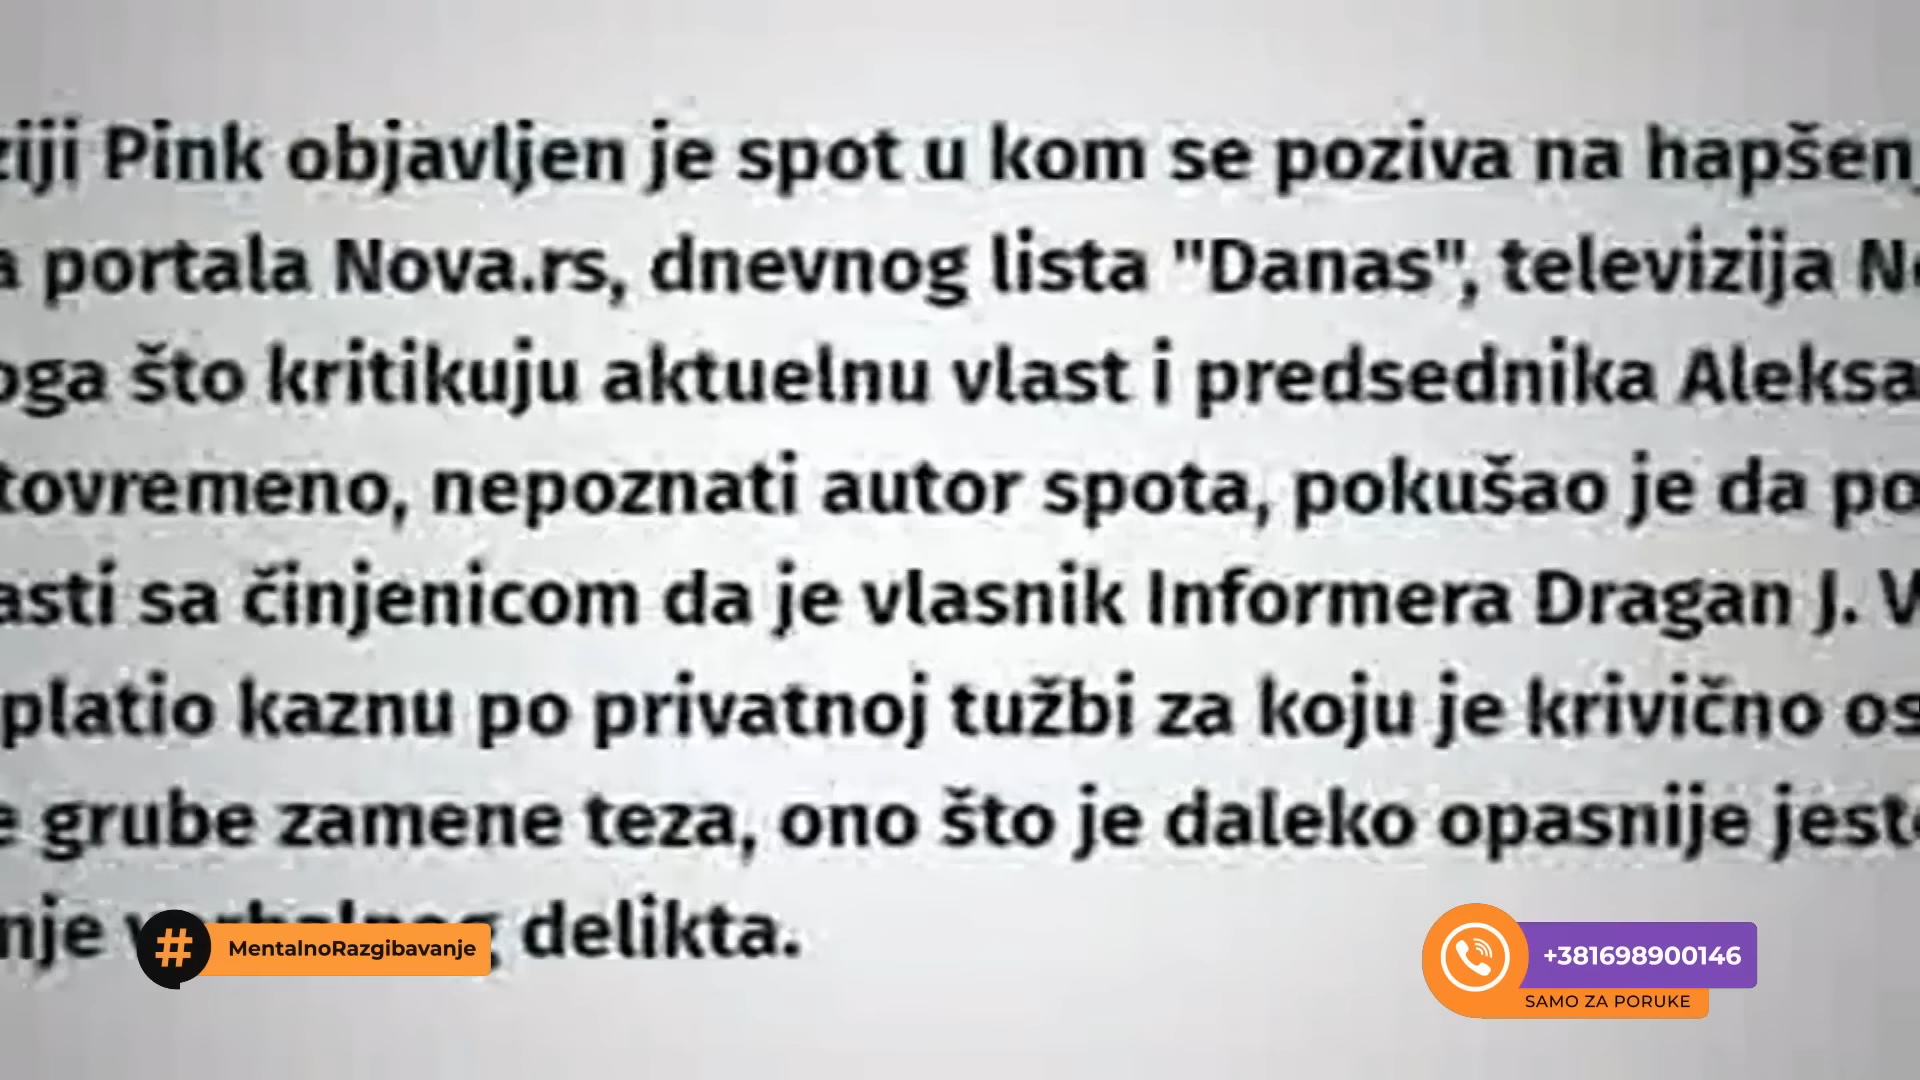 ziji Pink objavljen je spot u kom se poziva na hapšenj
a portala Nova.rs, dnevnog lista "Danas", televizija No
oga što kritikuju aktuelnu vlast i predsednika Aleksa
tovremeno, nepoznati autor spota, pokušao je da po
asti sa činjenicom da je vlasnik Informera Dragan J. V
platio kaznu po privatnoj tužbi za koju je krivično os
e grube zamene teza, ono što je daleko opasnije jeste
nje delikta.
# MentalnoRazgibavanje
+381698900146
SAMO ZA PORUKE